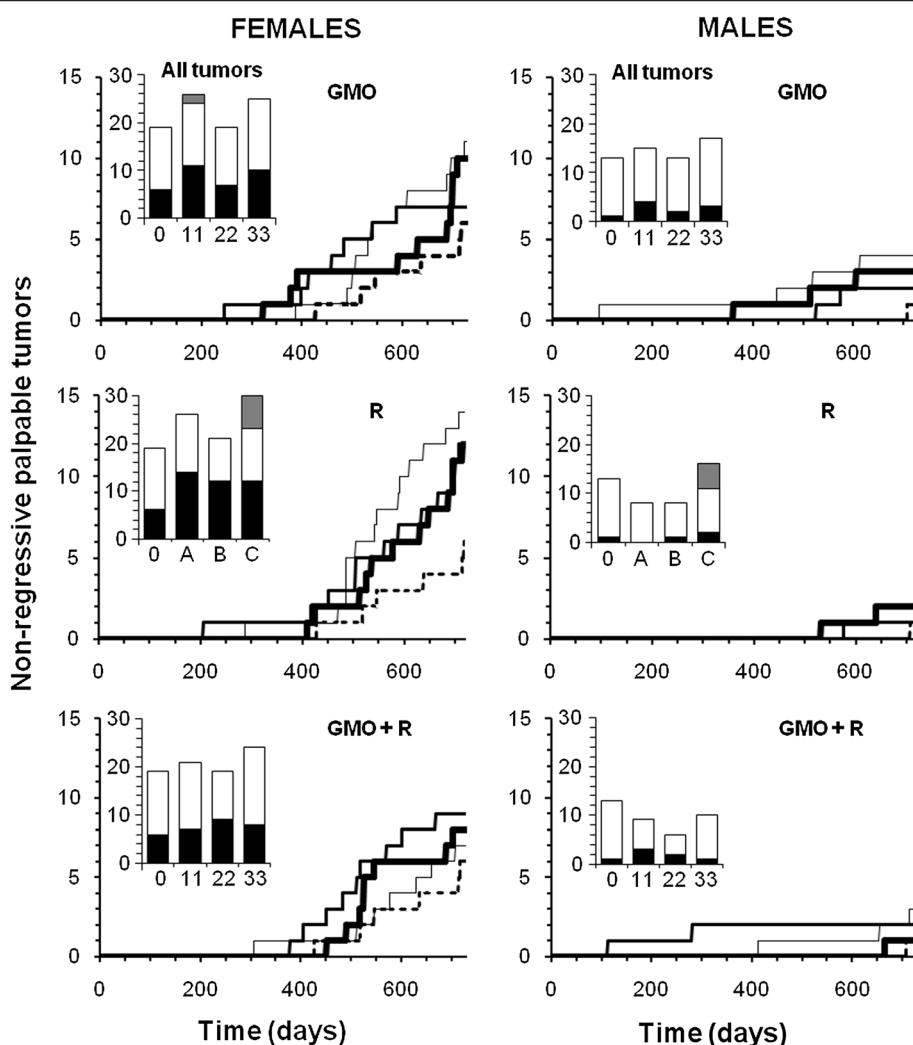 FEMALES MALES
Non-regressive palpable tumors
All tumors
GMO
15
10
5
0
30
20
10
0
0 11 22 33
0 200 400 600
All tumors
GMO
15
10
5
0
30
20
10
0
0 11 22 33
0 200 400 600
R
15
10
5
0
30
20
10
0
0 A B C
0 200 400 600
R
15
10
5
0
30
20
10
0
0 A B C
0 200 400 600
GMO + R
15
10
5
0
30
20
10
0
0 11 22 33
0 200 400 600
GMO + R
15
10
5
0
30
20
10
0
0 11 22 33
0 200 400 600
Time (days) Time (days)